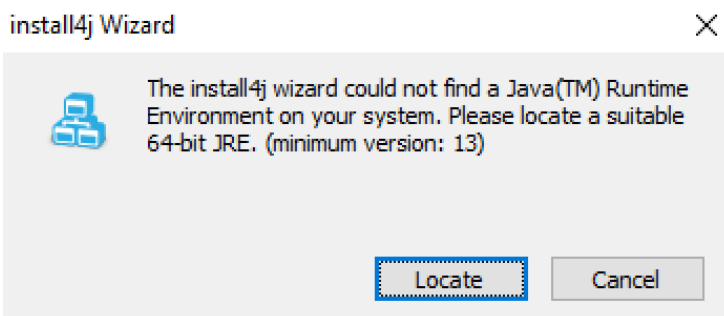 install4j Wizard
The install4j wizard could not find a Java(TM) Runtime
Environment on your system. Please locate a suitable
64-bit JRE. (minimum version: 13)
Locate
Cancel